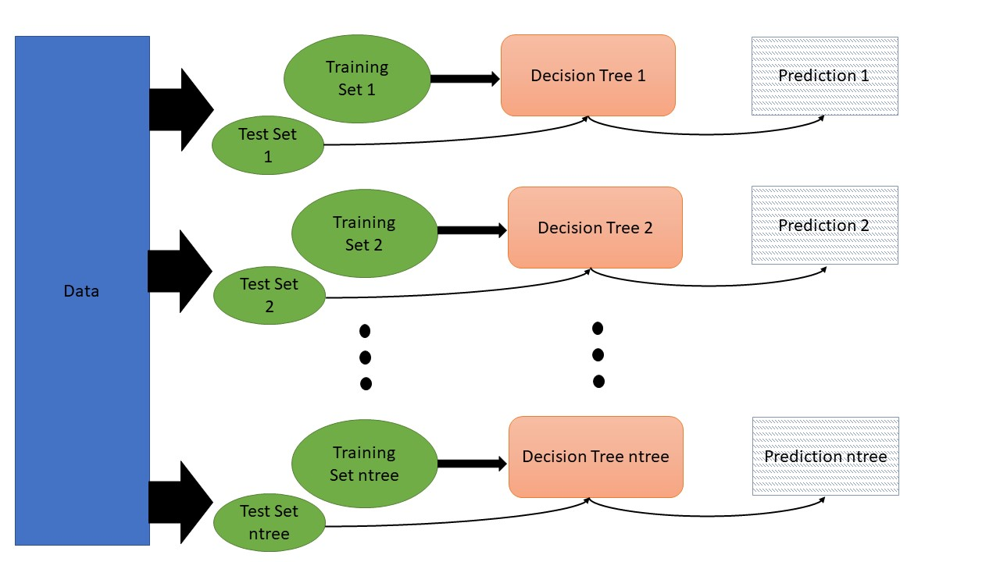 Data
Training
Set 1
Decision Tree 1
Prediction 1
Test Set
1
Training
Set 2
Decision Tree 2
Prediction 2
Test Set
2
Training
Set ntree
Decision Tree ntree
Prediction ntree
Test Set
ntree